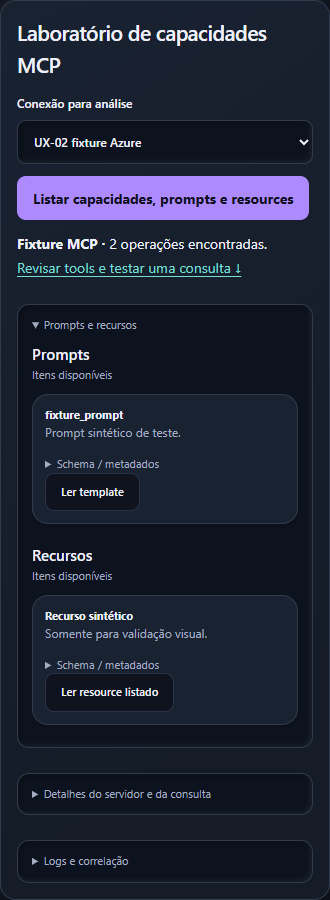 Laboratório de capacidades
MCP
Conexão para análise
UX-02 fixture Azure
Listar capacidades, prompts e resources
Fixture MCP · 2 operações encontradas.
Revisar tools e testar uma consulta ↓
▼ Prompts e recursos
Prompts
Itens disponíveis
fixture_prompt
Prompt sintético de teste.
▶ Schema / metadados
Ler template
Recursos
Itens disponíveis
Recurso sintético
Somente para validação visual.
▶ Schema / metadados
Ler resource listado
▶ Detalhes do servidor e da consulta
▶ Logs e correlação